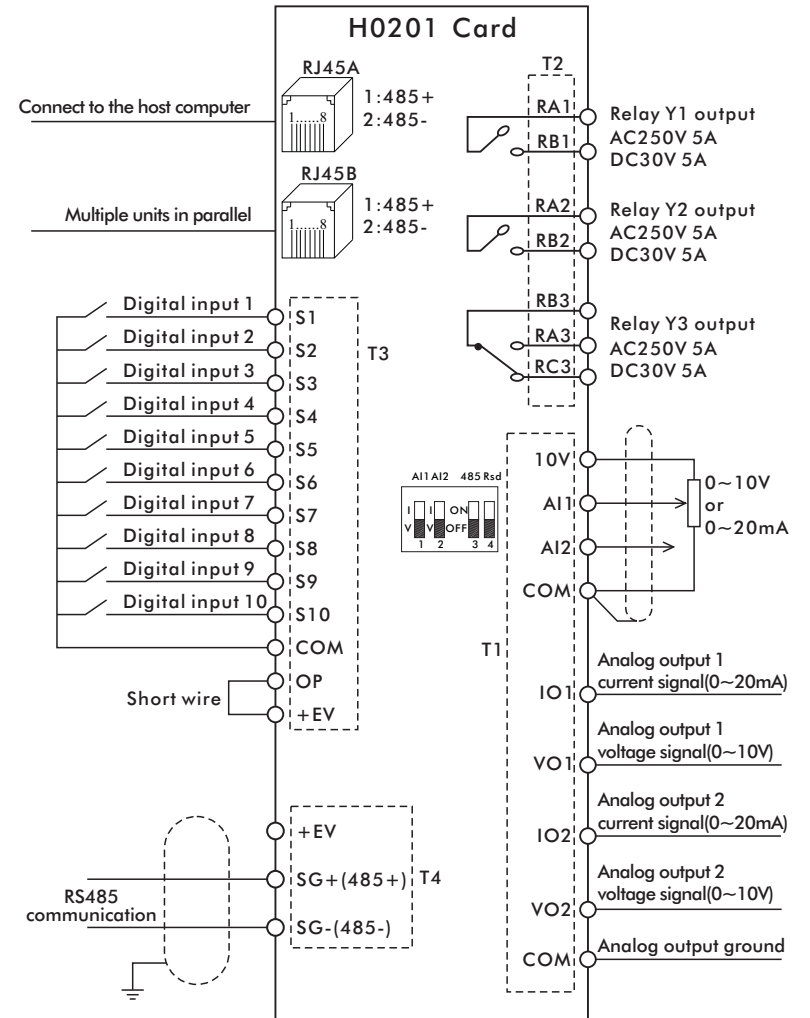 H0201 Card
RJ45A
Connect to the host computer
1......8
1:485+
2:485-
RJ45B
Multiple units in parallel
1......8
1:485+
2:485-
T2
RA1
RB1
Relay Y1 output
AC250V 5A
DC30V 5A
RA2
RB2
Relay Y2 output
AC250V 5A
DC30V 5A
RB3
RA3
RC3
Relay Y3 output
AC250V 5A
DC30V 5A
Digital input 1
S1
Digital input 2
S2
T3
Digital input 3
S3
Digital input 4
S4
Digital input 5
S5
Digital input 6
S6
Digital input 7
S7
Digital input 8
S8
Digital input 9
S9
Digital input 10
S10
COM
OP
Short wire
+EV
AI1 AI2 485 Rsd
I I ON
V V OFF
1 2 3 4
10V
AI1
AI2
COM
0~10V
or
0~20mA
T1
Analog output 1
current signal(0~20mA)
IO1
Analog output 1
voltage signal(0~10V)
VO1
Analog output 2
current signal(0~20mA)
IO2
Analog output 2
voltage signal(0~10V)
VO2
Analog output ground
COM
+EV
SG+(485+)
T4
RS485
communication
SG-(485-)